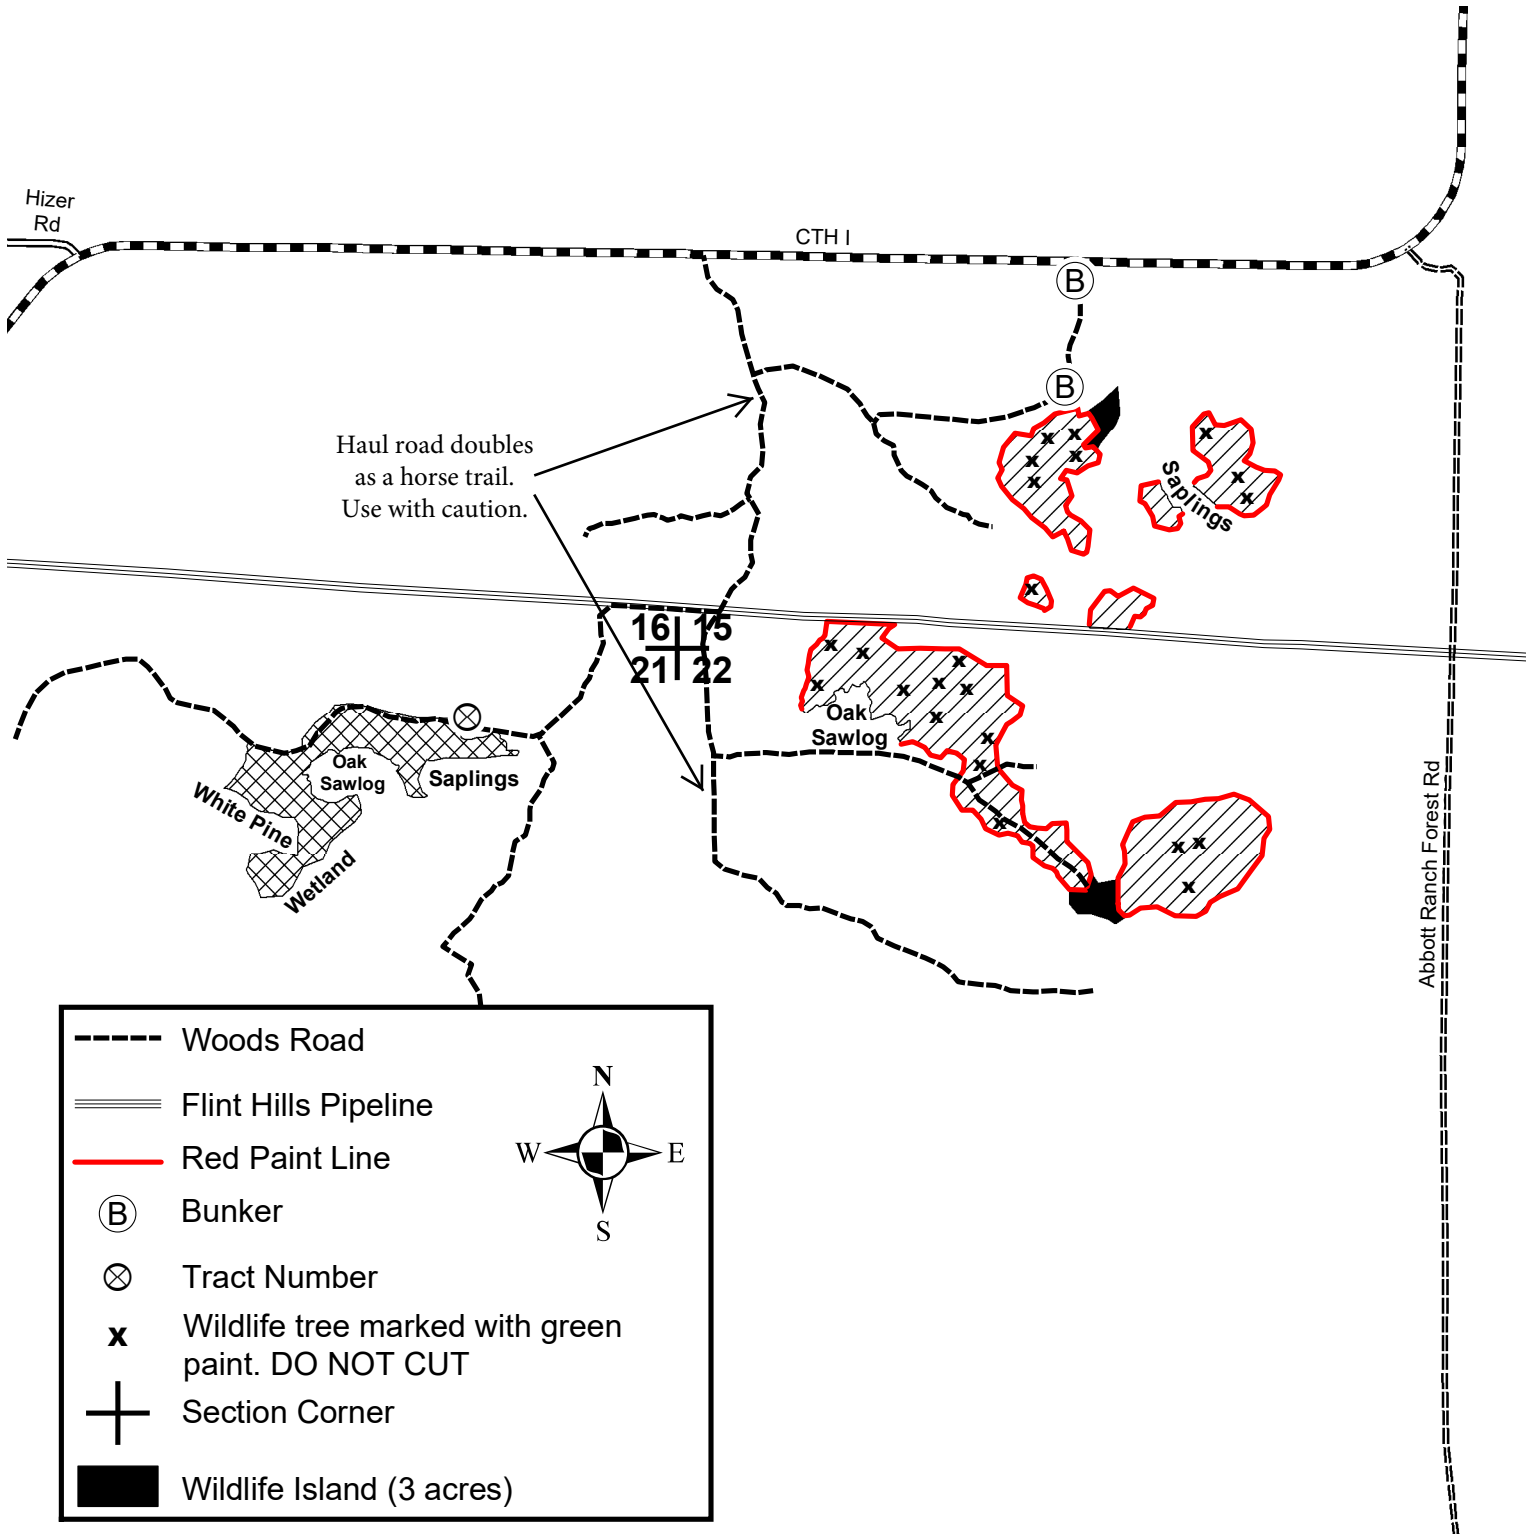 Hizer
Rd
CTH I
B
B
Haul road doubles
as a horse trail.
Use with caution.
Saplings
16 15
21 22
Oak
Sawlog
Oak
Sawlog
Saplings
White Pine
Wetland
Abbott Ranch Forest Rd
Woods Road
Flint Hills Pipeline
Red Paint Line
B Bunker
Tract Number
x Wildlife tree marked with green
paint. DO NOT CUT
Section Corner
Wildlife Island (3 acres)
N
W E
S